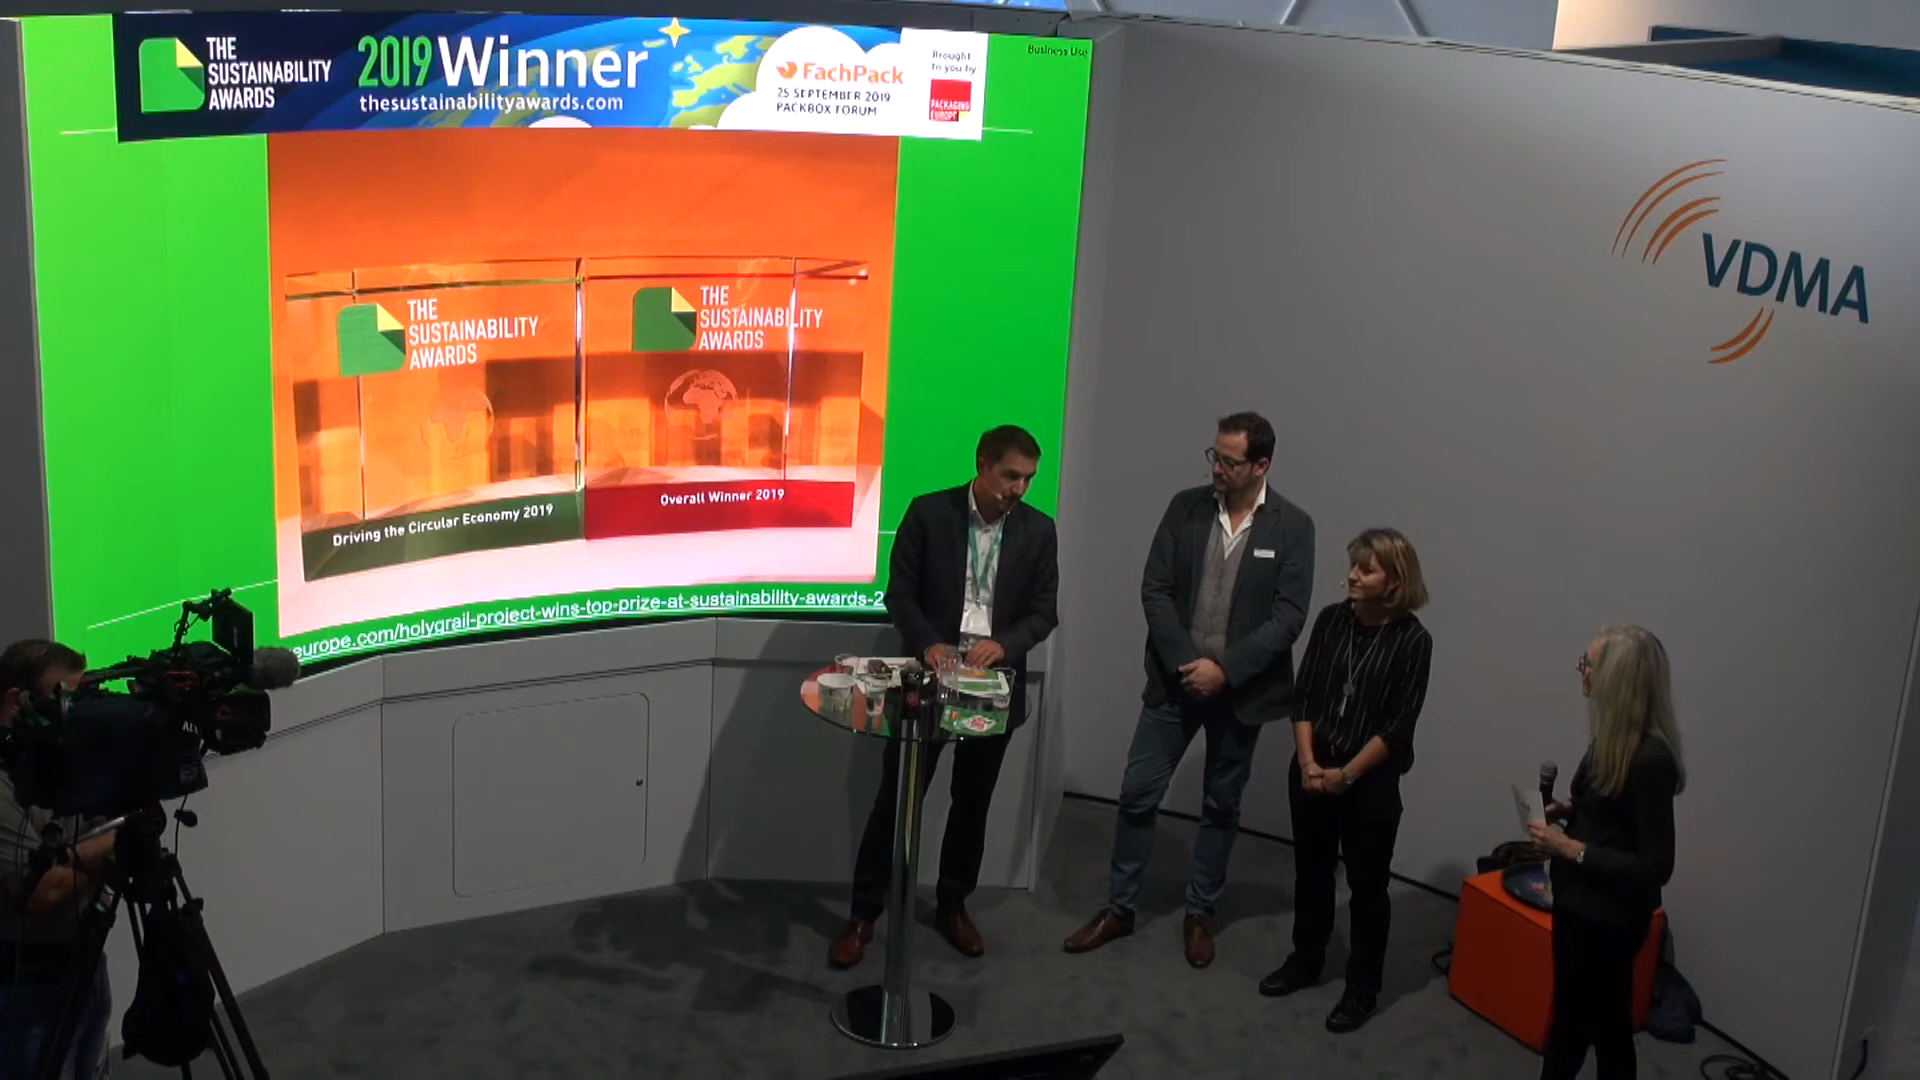 THE
SUSTAINABILITY
AWARDS
2019 Winner
thesustainabilityawards.com
FachPack
25 SEPTEMBER 2019
PACKBOX FORUM
Brought
to you by
PACKAGING
EUROPE
Business Use
THE
SUSTAINABILITY
AWARDS
Driving the Circular Economy 2019
THE
SUSTAINABILITY
AWARDS
Overall Winner 2019
europe.com/holygrail-project-wins-top-prize-at-sustainability-awards-2
VDMA